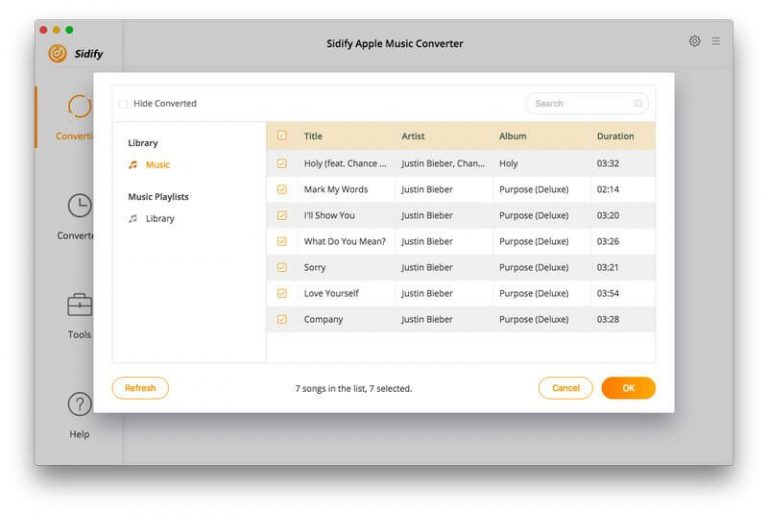 Sidify
Sidify Apple Music Converter
Hide Converted
Search
Library
Music
Music Playlists
Library
Title Artist Album Duration
Holy (feat. Chance ... Justin Bieber, Chan... Holy 03:32
Mark My Words Justin Bieber Purpose (Deluxe) 02:14
I'll Show You Justin Bieber Purpose (Deluxe) 03:20
What Do You Mean? Justin Bieber Purpose (Deluxe) 03:26
Sorry Justin Bieber Purpose (Deluxe) 03:21
Love Yourself Justin Bieber Purpose (Deluxe) 03:54
Company Justin Bieber Purpose (Deluxe) 03:28
Refresh
7 songs in the list, 7 selected.
Cancel
OK
Converti
Converte
Tools
Help